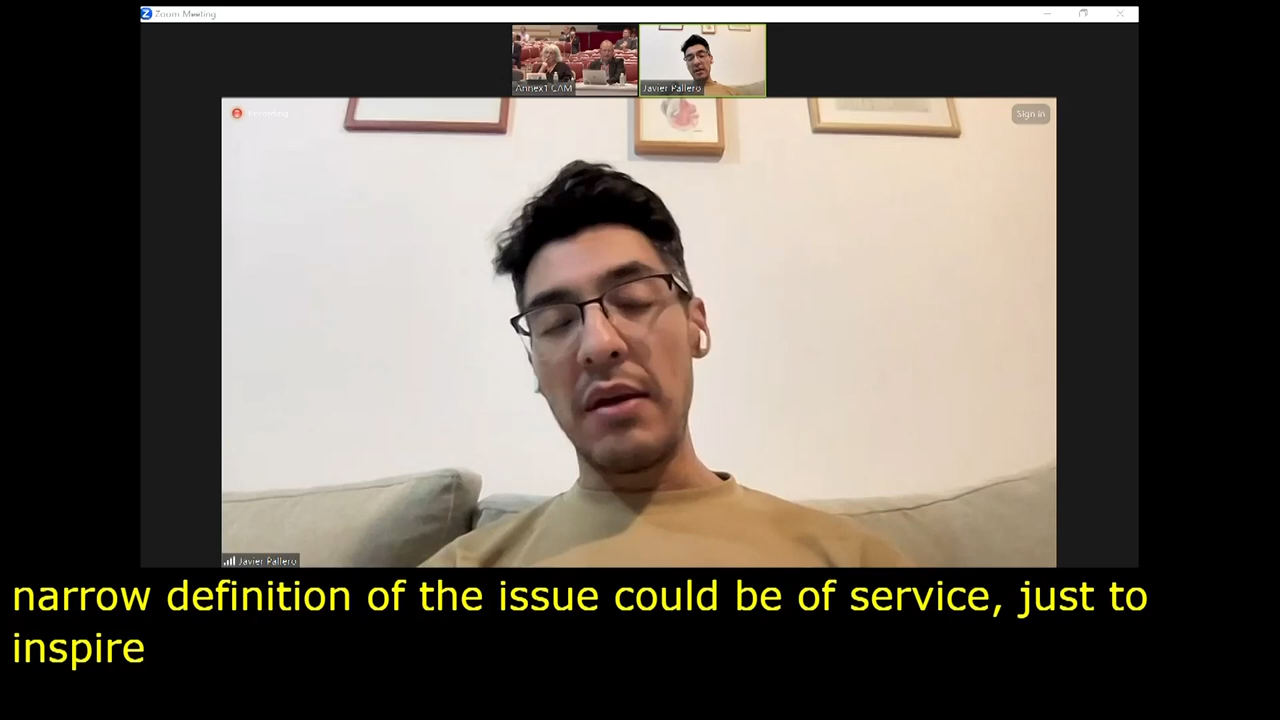 Zoom Meeting
Annex1 CAM
Javier Pallero
Recording
Sign in
Javier Pallero
narrow definition of the issue could be of service, just to
inspire